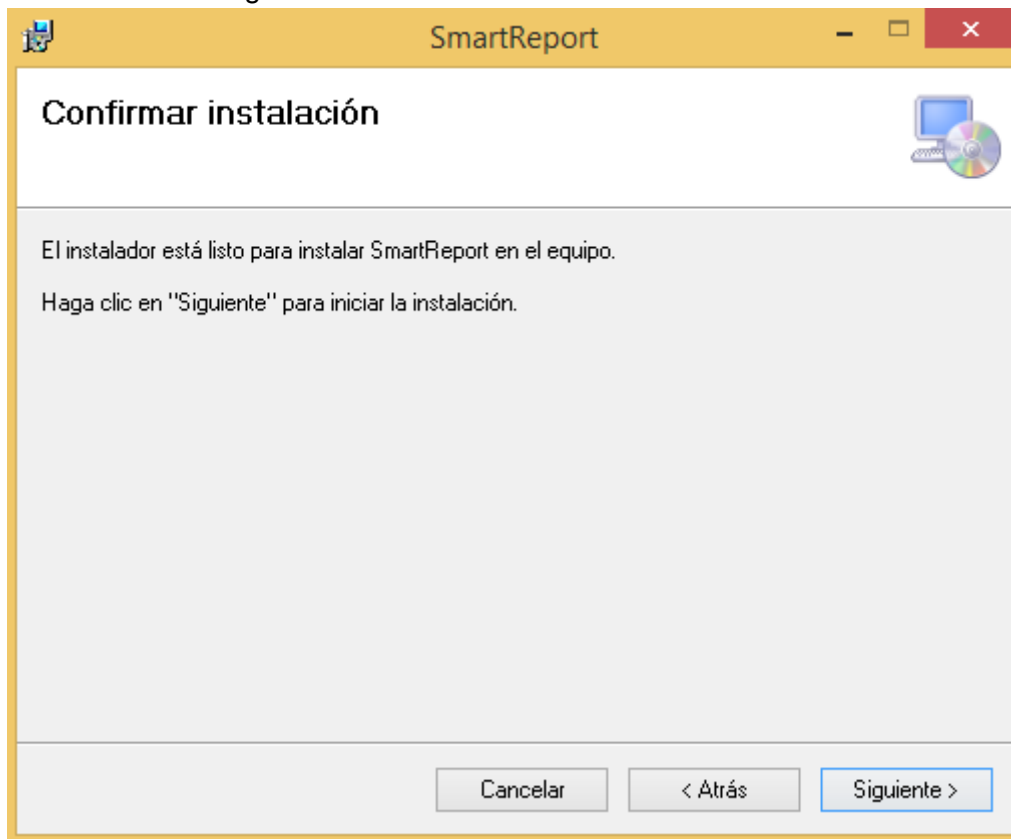 SmartReport
Confirmar instalación
El instalador está listo para instalar SmartReport en el equipo.
Haga clic en "Siguiente" para iniciar la instalación.
Cancelar
< Atrás
Siguiente >